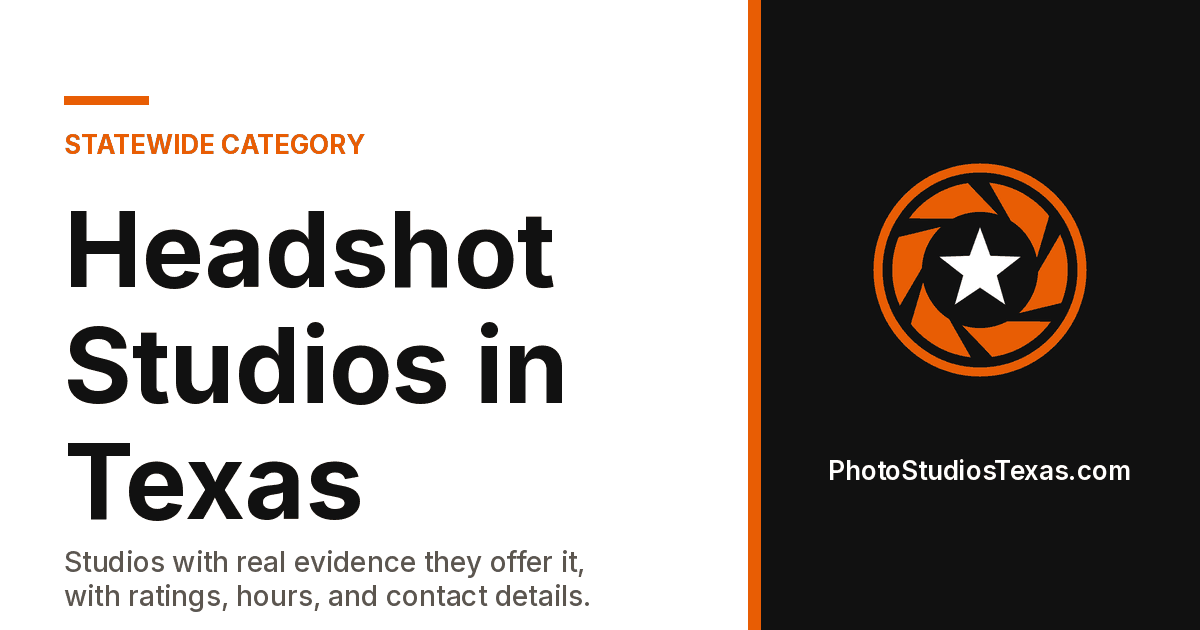 STATEWIDE CATEGORY
Headshot
Studios in
Texas
Studios with real evidence they offer it,
with ratings, hours, and contact details.
PhotoStudiosTexas.com